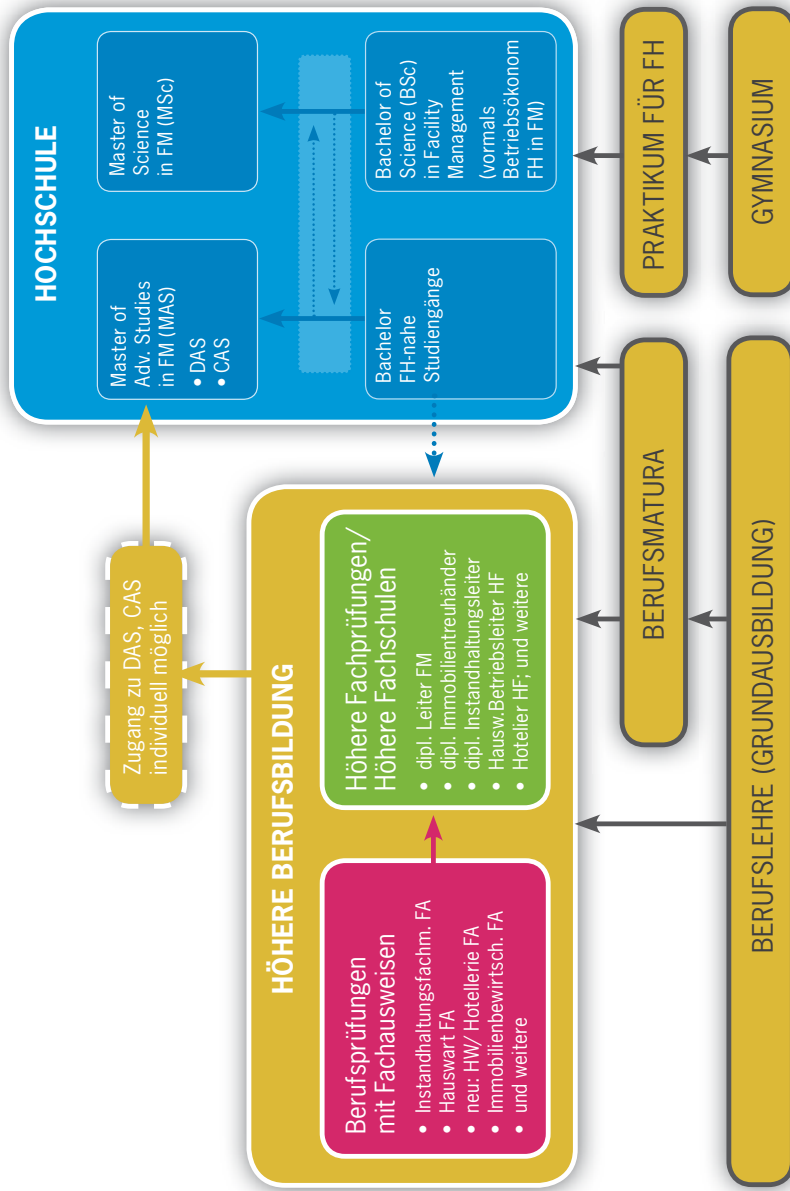 Zugang zu DAS, CAS
individuell möglich
HÖHERE BERUFSBILDUNG
Berufsprüfungen
mit Fachausweisen
• Instandhaltungsfachm. FA
• Hauswart FA
• neu: HW/ Hotellerie FA
• Immobilienbewirtsch. FA
• und weitere
Höhere Fachprüfungen/
Höhere Fachschulen
• dipl. Leiter FM
• dipl. Immobilientreuhänder
• dipl. Instandhaltungsleiter
• Hausw.Betriebsleiter HF
• Hotelier HF; und weitere
HOCHSCHULE
Master of
Adv. Studies
in FM (MAS)
• DAS
• CAS
Master of
Science
in FM (MSc)
Bachelor
FH-nahe
Studiengänge
Bachelor of
Science (BSc)
in Facility
Management
(vormals
Betriebsökonom
FH in FM)
BERUFSMATURA
PRAKTIKUM FÜR FH
BERUFSLEHRE (GRUNDAUSBILDUNG)
GYMNASIUM